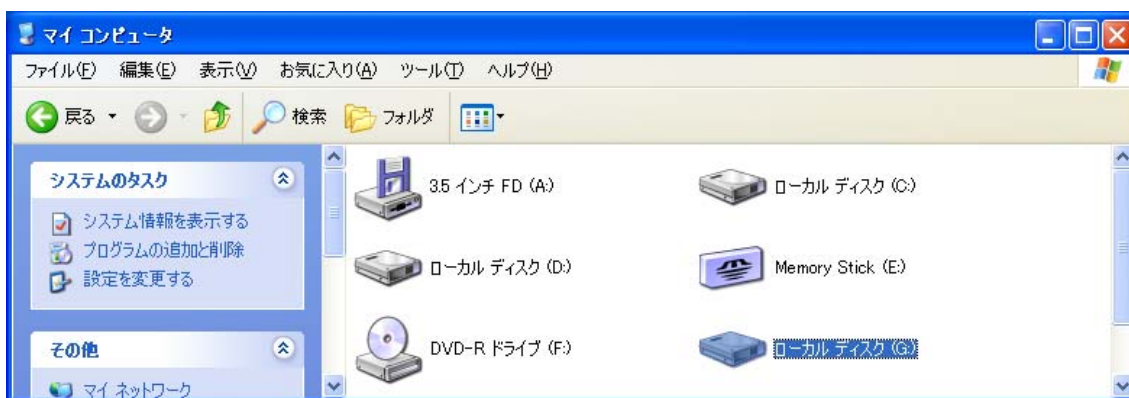 マイ コンピュータ
ファイル(F) 編集(E) 表示(V) お気に入り(A) ツール(T) ヘルプ(H)
戻る 検索 フォルダ
システムのタスク
システム情報を表示する
プログラムの追加と削除
設定を変更する
その他
マイ ネットワーク
3.5 インチ FD (A:)
ローカル ディスク (C:)
ローカル ディスク (D:)
Memory Stick (E:)
DVD-R ドライブ (F:)
ローカル ディスク (G:)